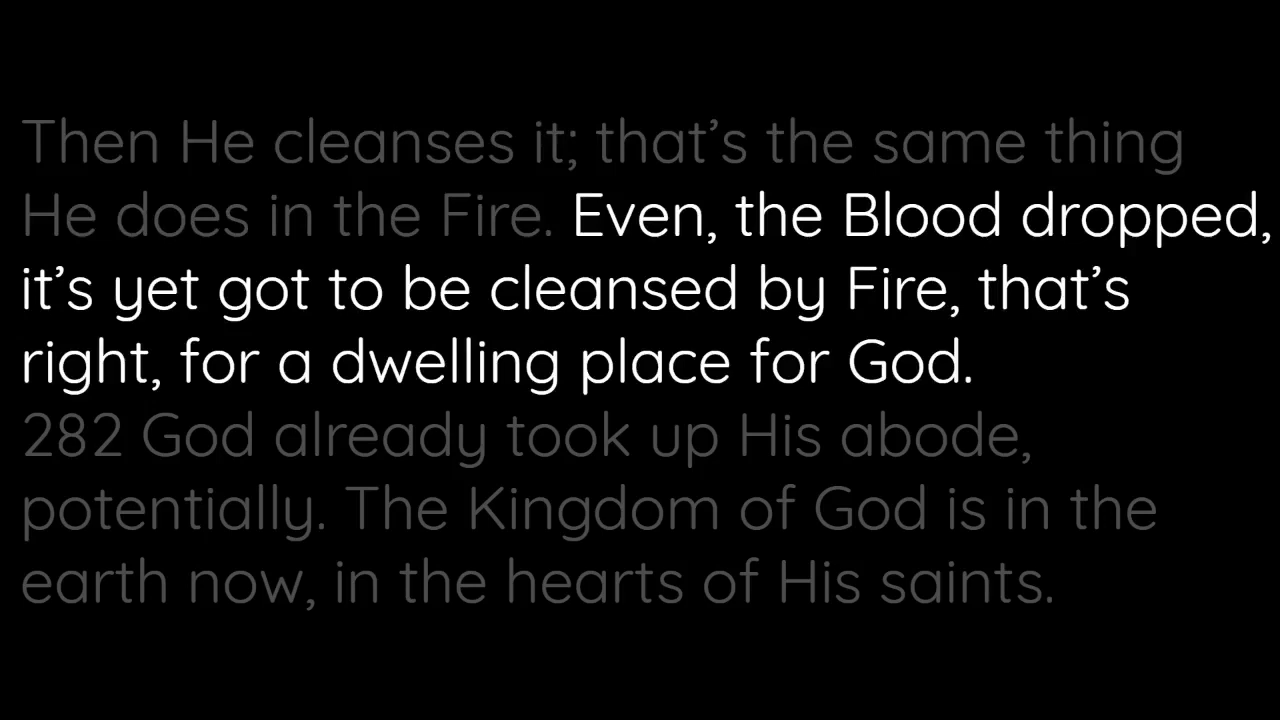 Then He cleanses it; that’s the same thing
He does in the Fire. Even, the Blood dropped,
it’s yet got to be cleansed by Fire, that’s
right, for a dwelling place for God.
282 God already took up His abode,
potentially. The Kingdom of God is in the
earth now, in the hearts of His saints.